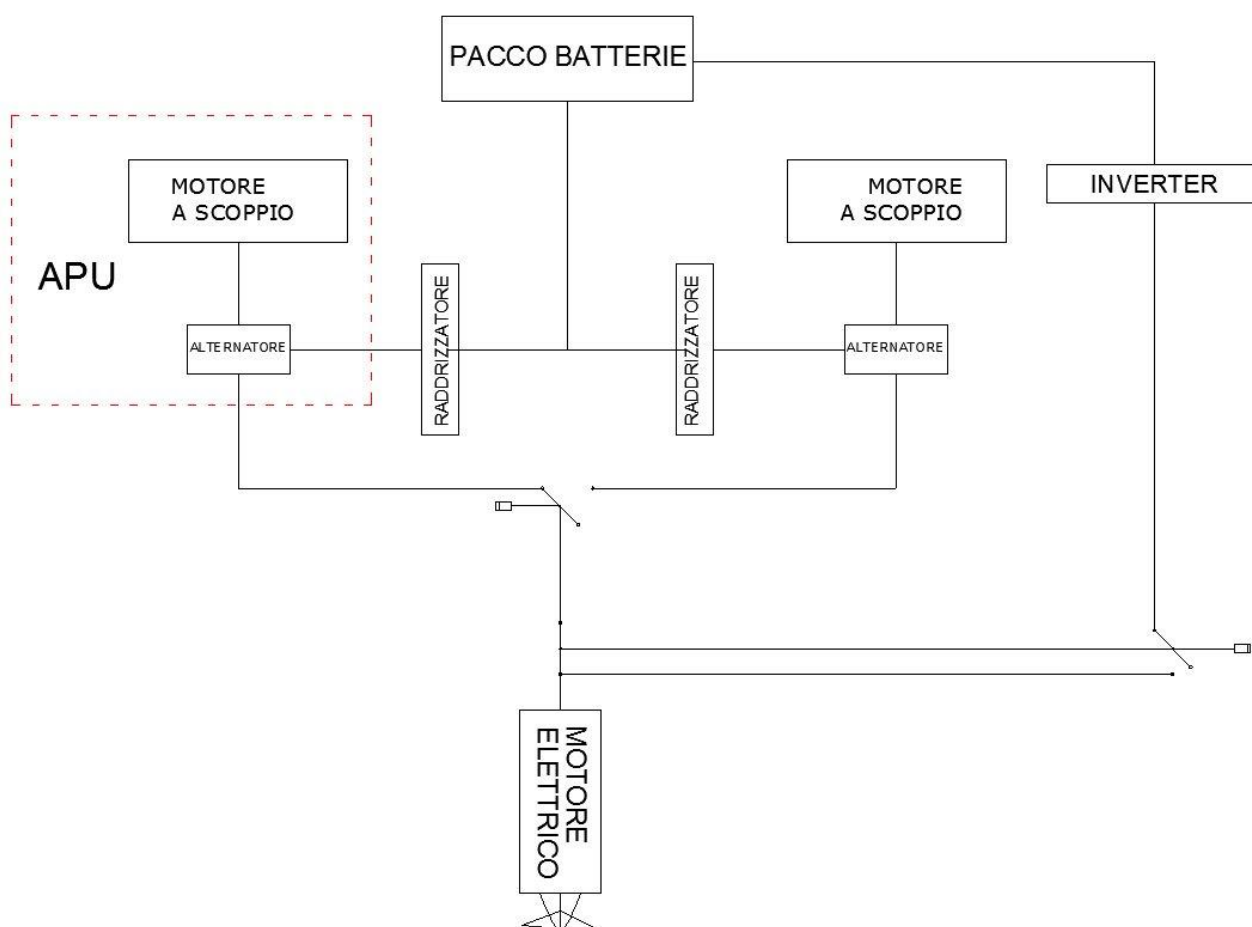 PACCO BATTERIE
MOTORE
A SCOPPIO
MOTORE
A SCOPPIO
INVERTER
APU
RADDRIZZATORE
RADDRIZZATORE
ALTERNATORE
ALTERNATORE
MOTORE
ELETTRICO